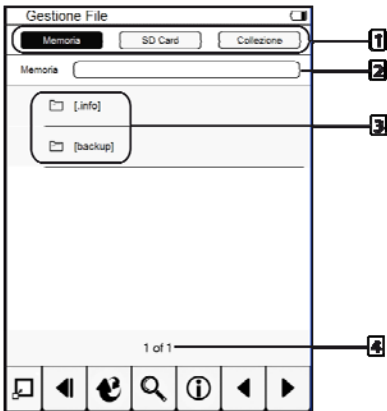 Gestione File
Memoria SD Card Collezione 1
Memoria 2
[.info]
3
[backup]
1 of 1 4